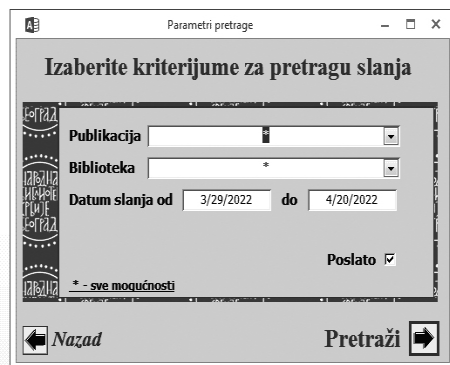 Parametri pretrage
Izaberite kriterijume za pretragu slanja
Publikacija *
Biblioteka *
Datum slanja od 3/29/2022 do 4/20/2022
Poslato
* - sve mogućnosti
Nazad
Pretraži